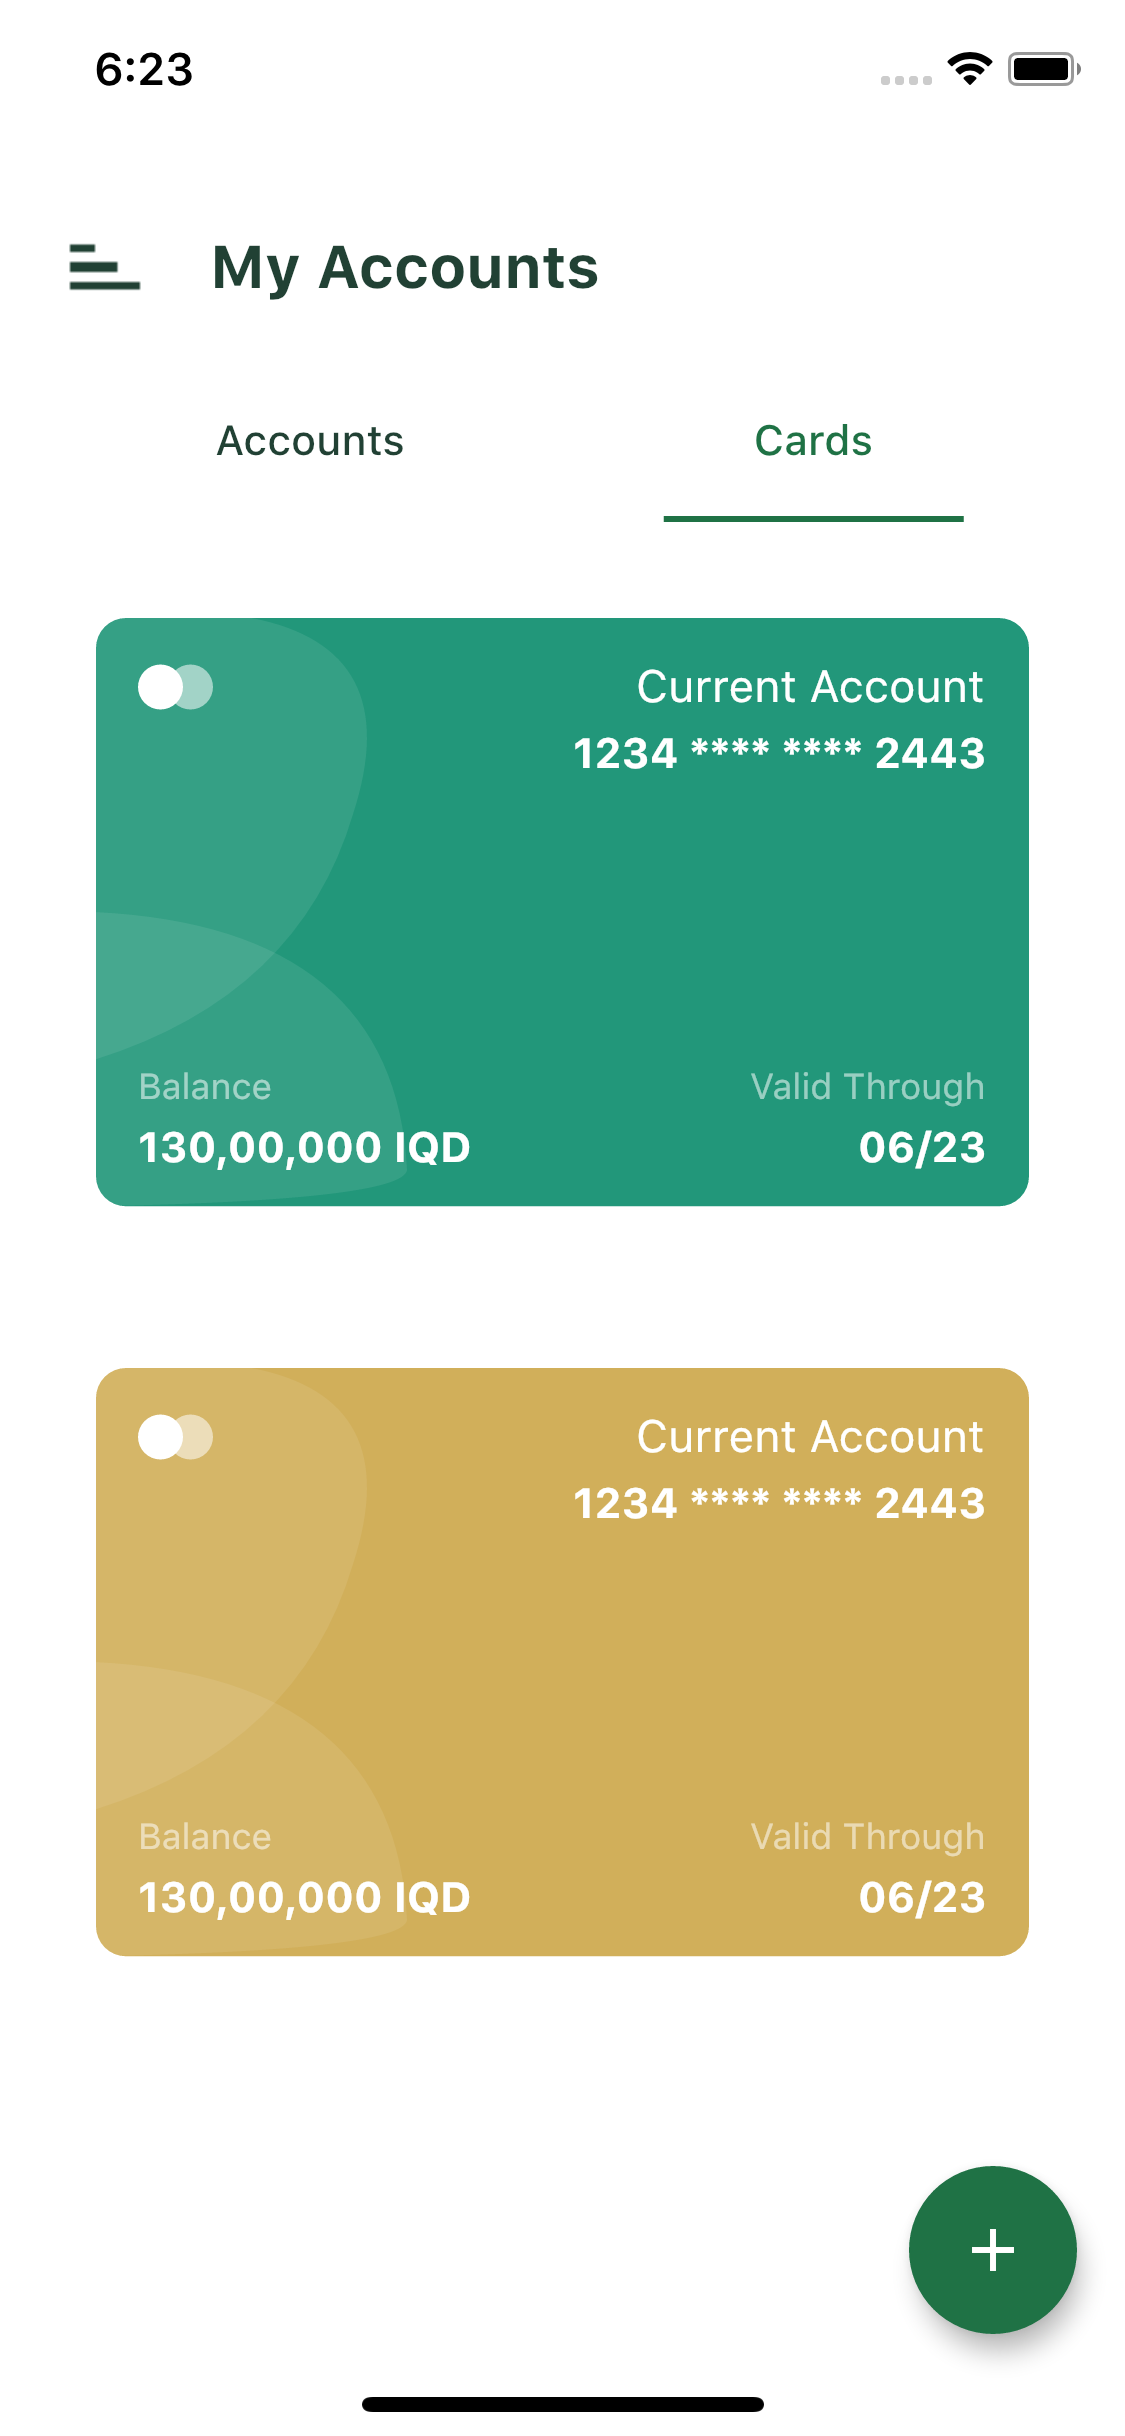 6:23
My Accounts
Accounts
Cards
Current Account
1234 **** **** 2443
Balance
Valid Through
130,00,000 IQD
06/23
Current Account
1234 **** **** 2443
Balance
Valid Through
130,00,000 IQD
06/23